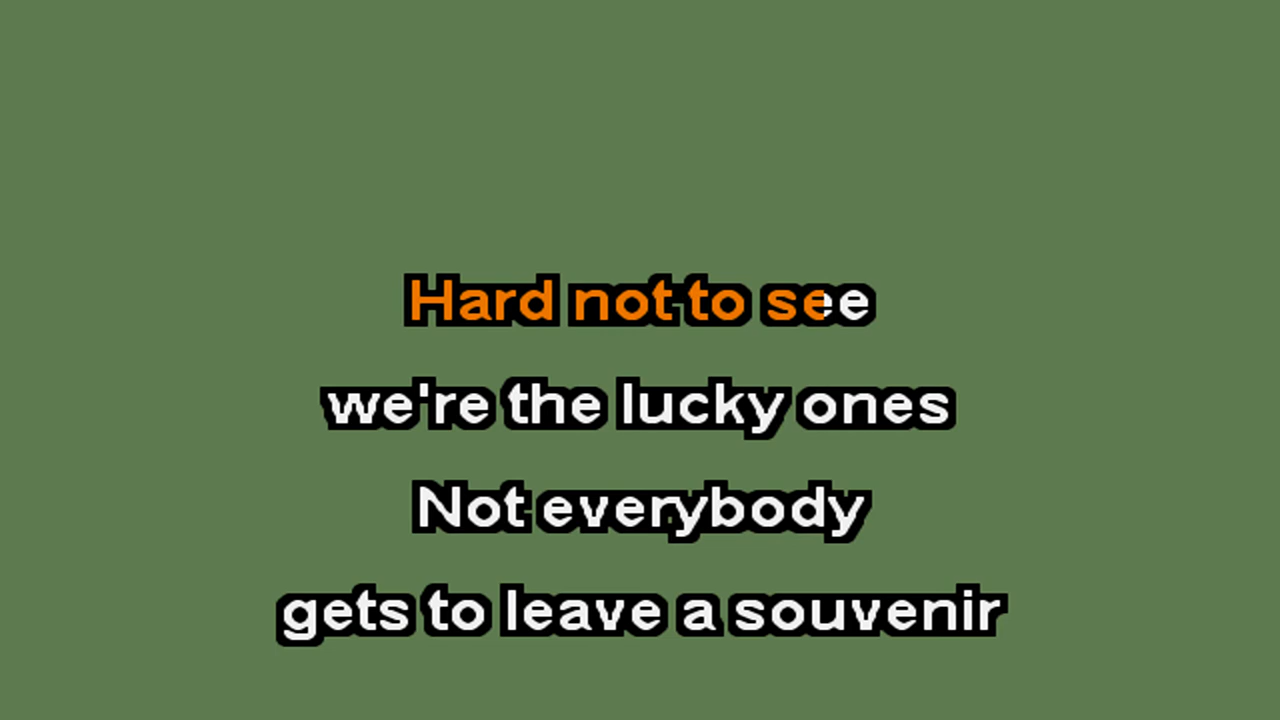 Hard not to see
we're the lucky ones
Not everybody
gets to leave a souvenir